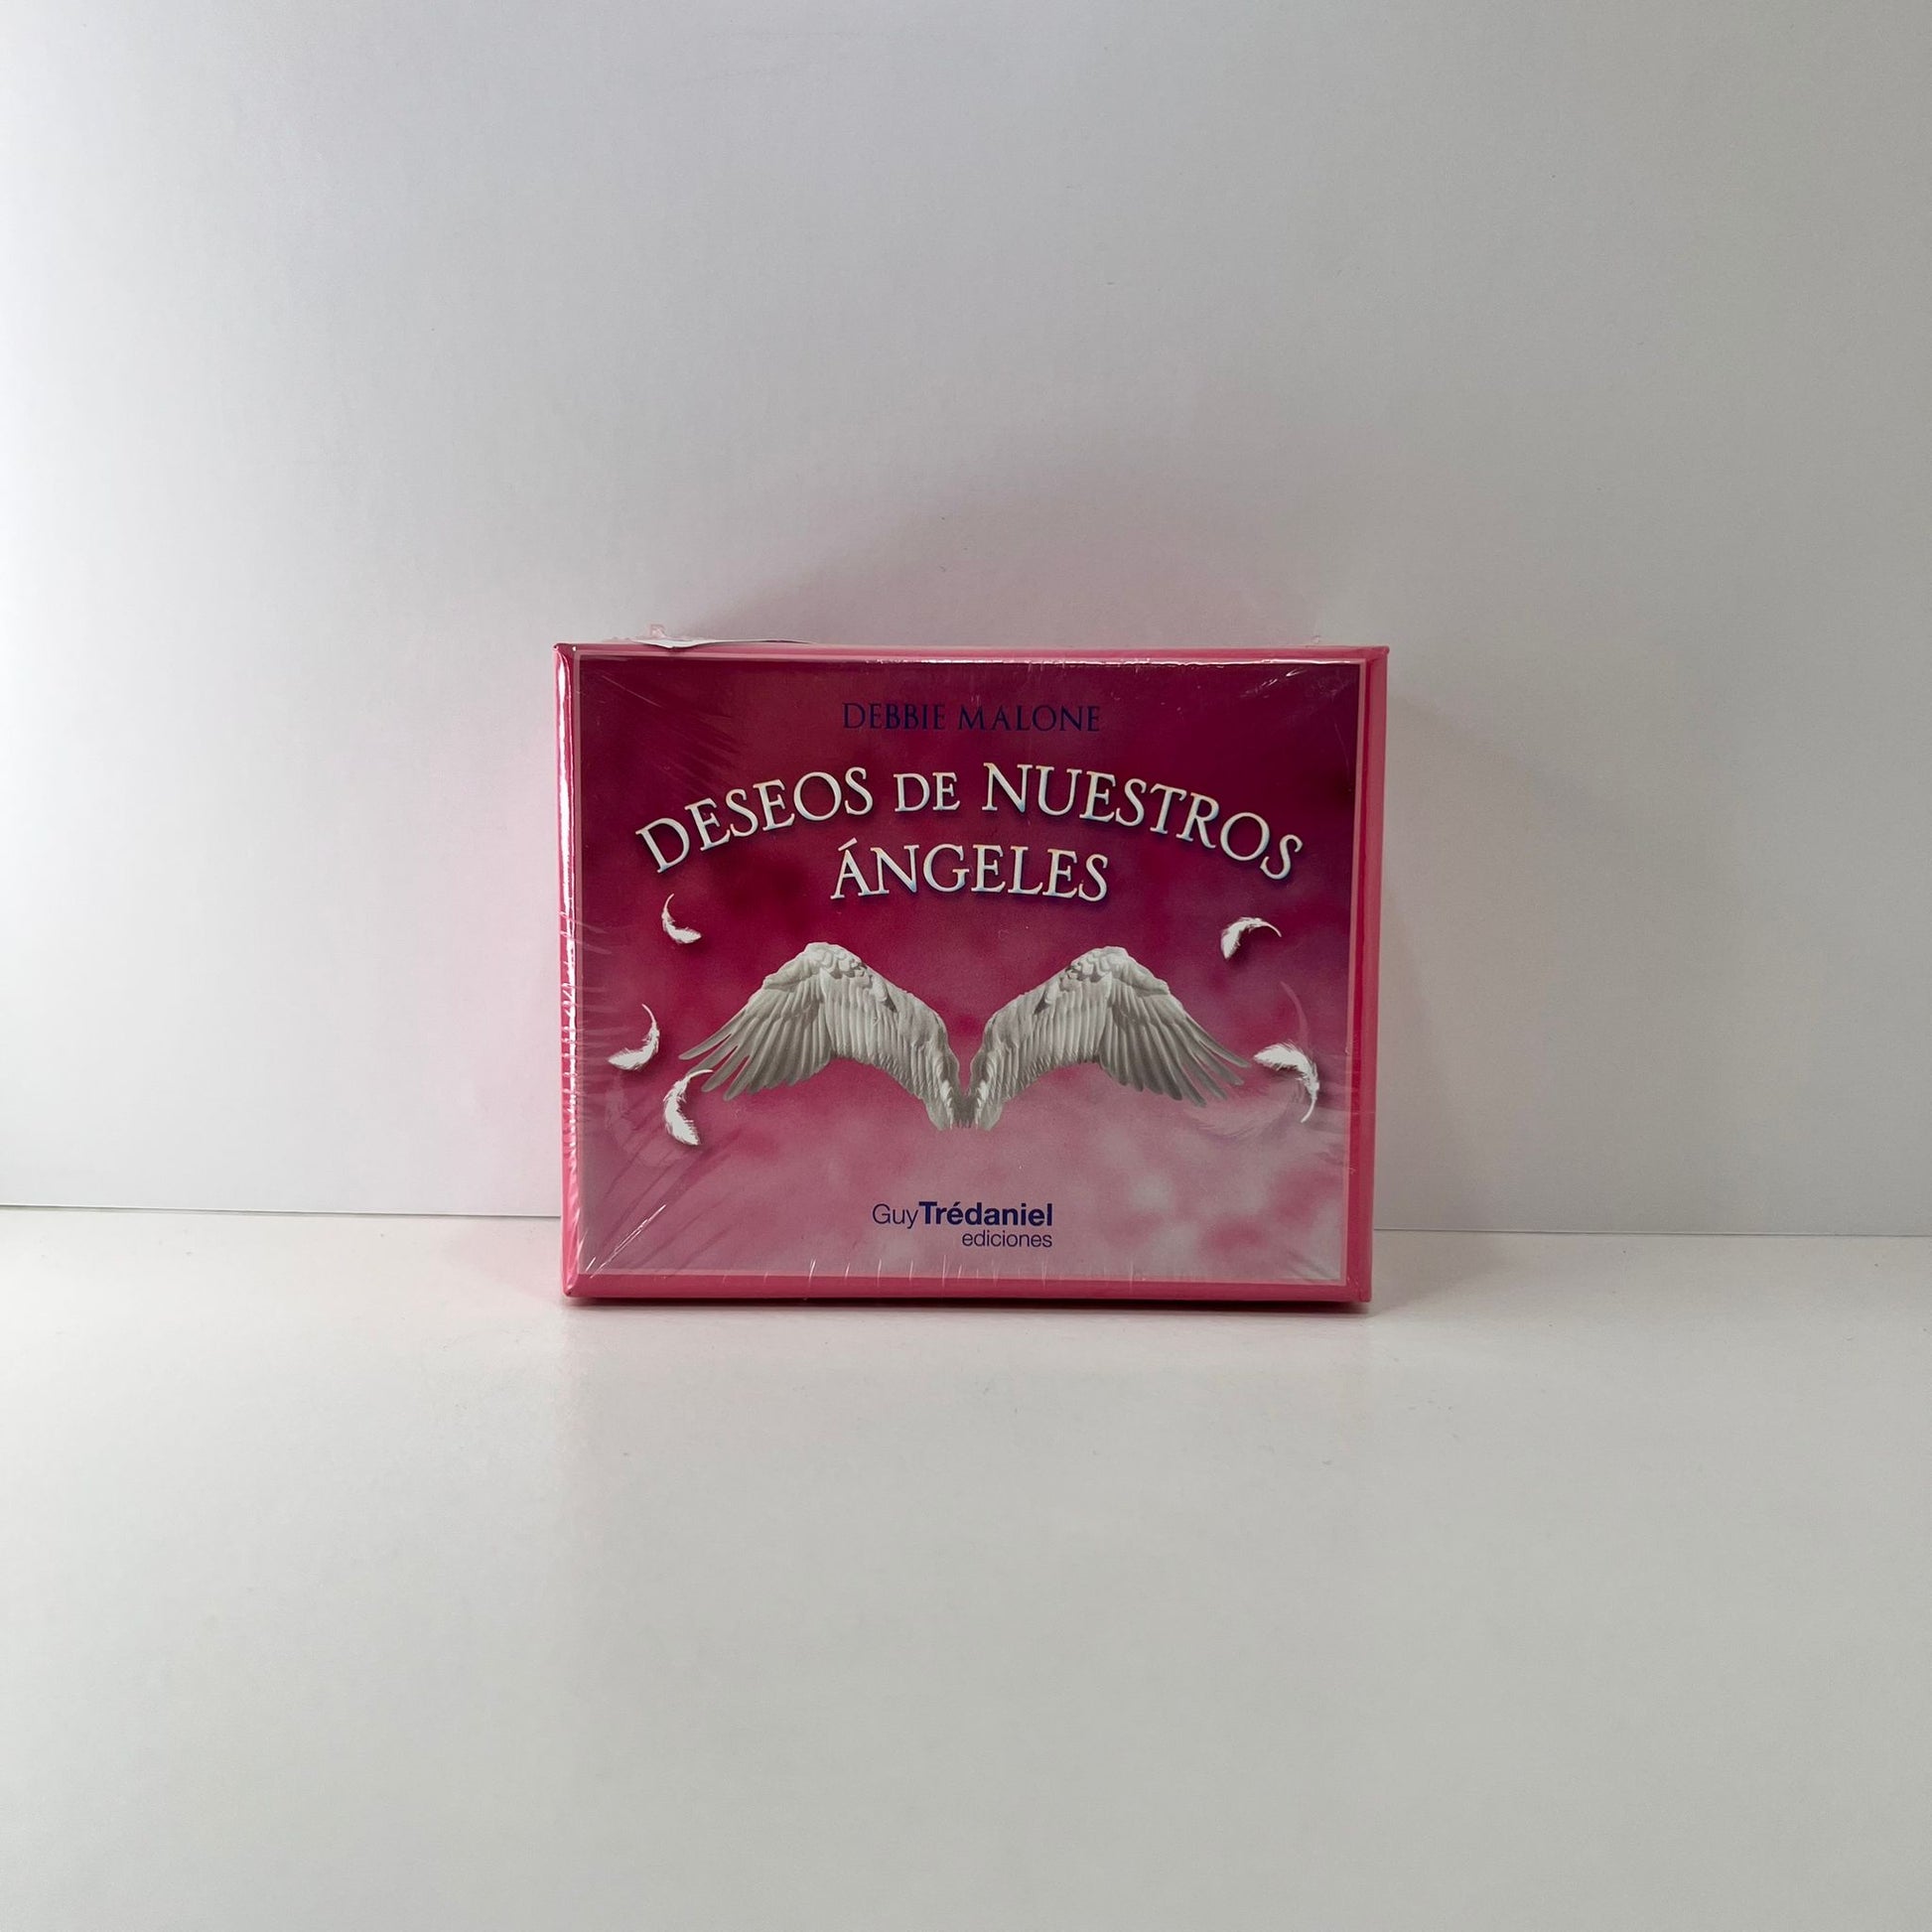 DEBBIE MALONE
DESEOS DE NUESTROS
ÁNGELES
GuyTrédaniel
ediciones